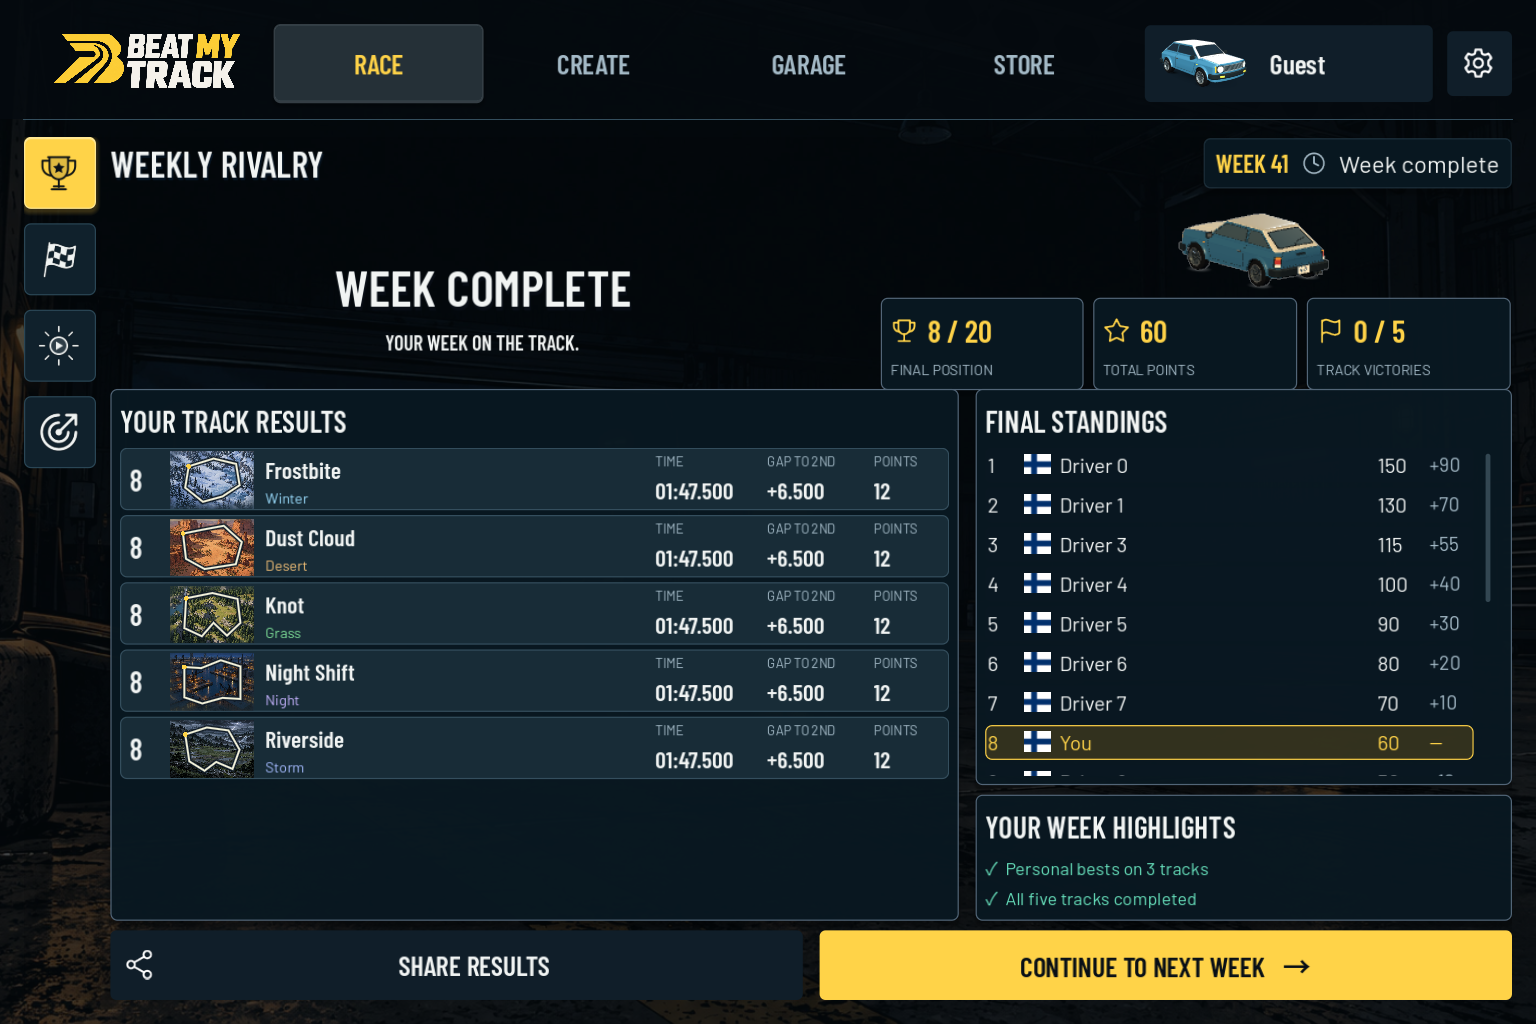 BEAT MY TRACK
RACE
CREATE
GARAGE
STORE
Guest
WEEKLY RIVALRY
WEEK 41 Week complete
WEEK COMPLETE
YOUR WEEK ON THE TRACK.
8 / 20
FINAL POSITION
60
TOTAL POINTS
0 / 5
TRACK VICTORIES
YOUR TRACK RESULTS
8 Frostbite Winter TIME 01:47.500 GAP TO 2ND +6.500 POINTS 12
8 Dust Cloud Desert TIME 01:47.500 GAP TO 2ND +6.500 POINTS 12
8 Knot Grass TIME 01:47.500 GAP TO 2ND +6.500 POINTS 12
8 Night Shift Night TIME 01:47.500 GAP TO 2ND +6.500 POINTS 12
8 Riverside Storm TIME 01:47.500 GAP TO 2ND +6.500 POINTS 12
FINAL STANDINGS
1 Driver 0 150 +90
2 Driver 1 130 +70
3 Driver 3 115 +55
4 Driver 4 100 +40
5 Driver 5 90 +30
6 Driver 6 80 +20
7 Driver 7 70 +10
8 You 60 –
YOUR WEEK HIGHLIGHTS
✓ Personal bests on 3 tracks
✓ All five tracks completed
SHARE RESULTS
CONTINUE TO NEXT WEEK →